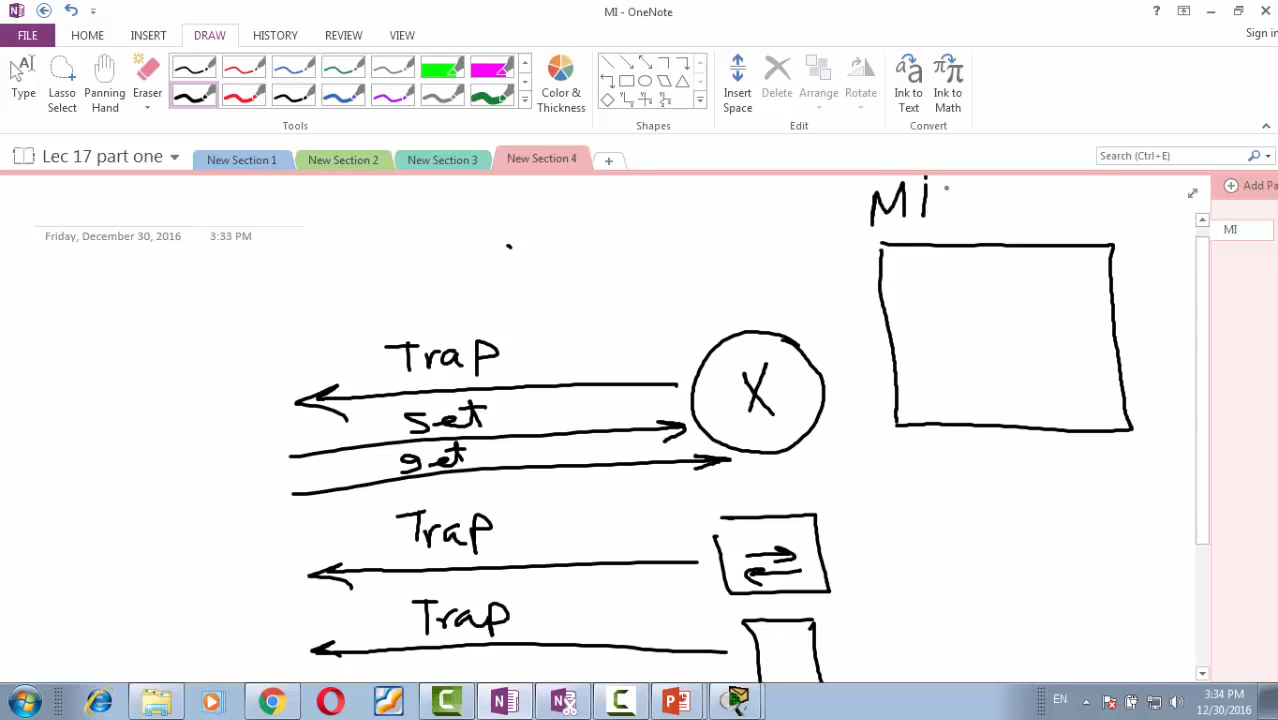 MI - OneNote
Sign in
FILE HOME INSERT DRAW HISTORY REVIEW VIEW
Type
Lasso Select
Panning Hand
Eraser
Color & Thickness
Insert Space
Delete
Arrange
Rotate
Ink to Text
Ink to Math
Tools
Shapes
Edit
Convert
Lec 17 part one
New Section 1
New Section 2
New Section 3
New Section 4
Search (Ctrl+E)
Add Pa
MI
MI
Friday, December 30, 2016 3:33 PM
Trap
X
set
get
Trap
Trap
EN
3:34 PM
12/30/2016